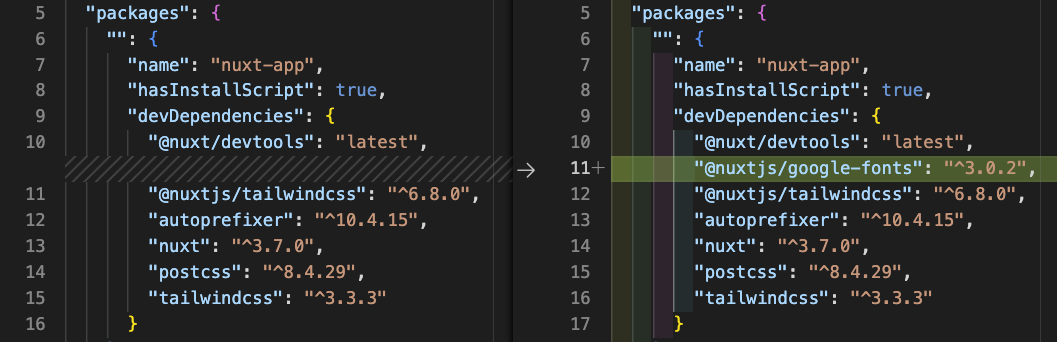 5 "packages": {
6 "": {
7 "name": "nuxt-app",
8 "hasInstallScript": true,
9 "devDependencies": {
10 "@nuxt/devtools": "latest",
11 "@nuxtjs/tailwindcss": "^6.8.0",
12 "autoprefixer": "^10.4.15",
13 "nuxt": "^3.7.0",
14 "postcss": "^8.4.29",
15 "tailwindcss": "^3.3.3"
16 }
5 "packages": {
6 "": {
7 "name": "nuxt-app",
8 "hasInstallScript": true,
9 "devDependencies": {
10 "@nuxt/devtools": "latest",
→ 11+ "@nuxtjs/google-fonts": "^3.0.2",
12 "@nuxtjs/tailwindcss": "^6.8.0",
13 "autoprefixer": "^10.4.15",
14 "nuxt": "^3.7.0",
15 "postcss": "^8.4.29",
16 "tailwindcss": "^3.3.3"
17 }